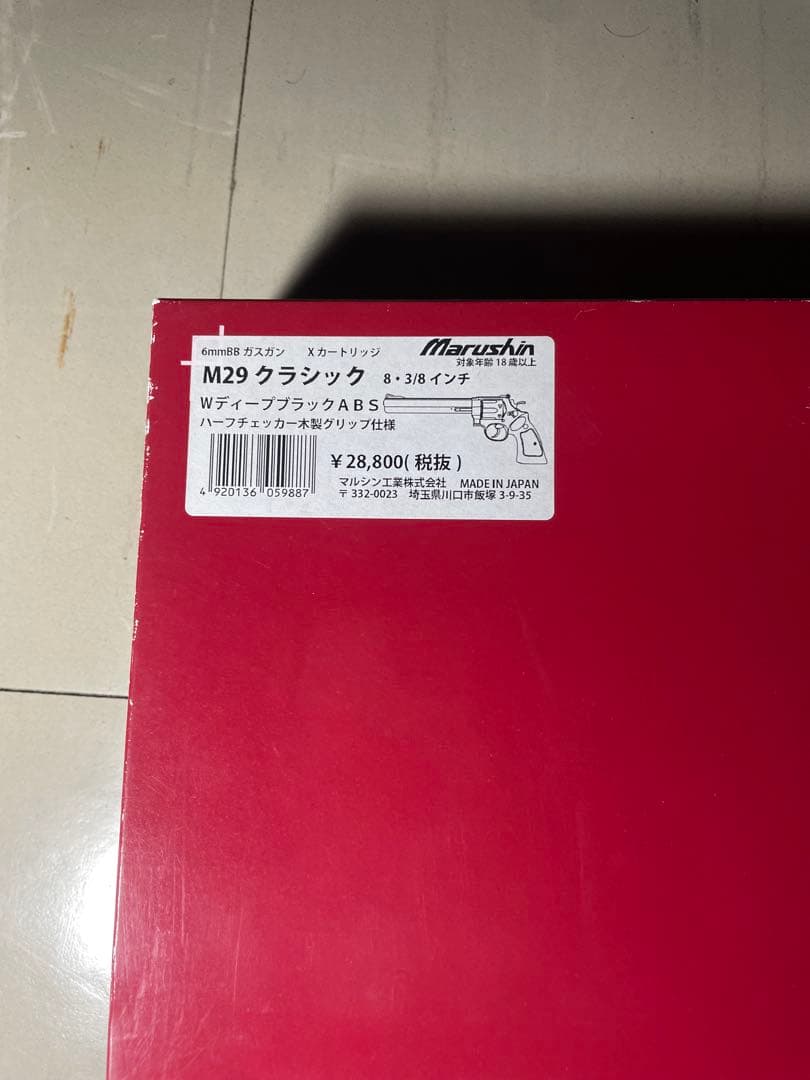 6mmBB ガスガン　Xカートリッジ
Marushin
対象年齢18歳以上
M29 クラシック　8・3/8インチ
WディープブラックABS
ハーフチェッカー木製グリップ仕様
￥28,800(税抜)
4 920136 059887
マルシン工業株式会社　MADE IN JAPAN
〒332-0023　埼玉県川口市飯塚 3-9-35